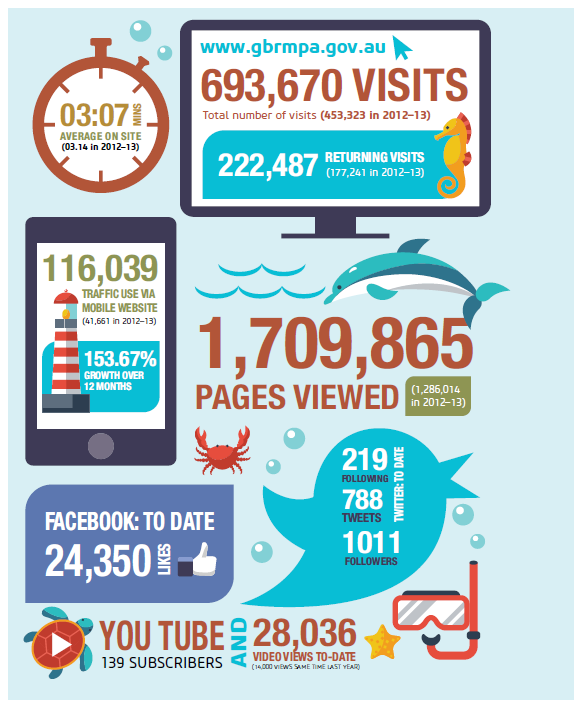 www.gbrmpa.gov.au
693,670 VISITS
Total number of visits (453,323 in 2012–13)
222,487 RETURNING VISITS
(177,241 in 2012–13)
03:07 MINS
AVERAGE ON SITE
(03.14 in 2012–13)
116,039
TRAFFIC USE VIA
MOBILE WEBSITE
(41,661 in 2012–13)
153.67%
GROWTH OVER
12 MONTHS
1,709,865
PAGES VIEWED
(1,286,014
in 2012–13)
219
FOLLOWING
788
TWEETS
1011
FOLLOWERS
TWITTER: TO DATE
FACEBOOK: TO DATE
24,350 LIKES
YOU TUBE
139 SUBSCRIBERS
AND
28,036
VIDEO VIEWS TO-DATE
(14,000 VIEWS SAME TIME LAST YEAR)